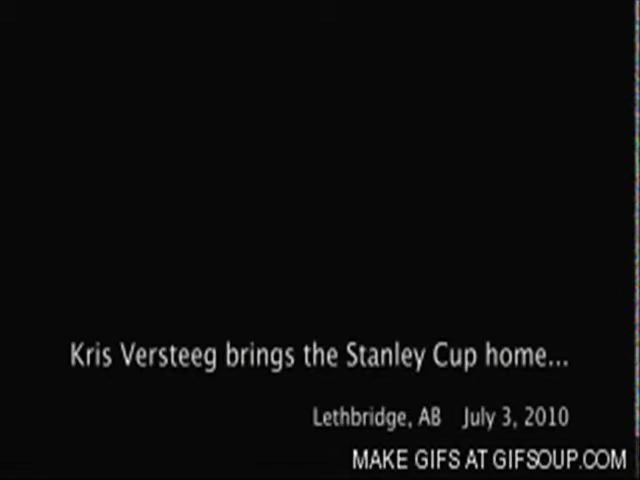 Kris Versteeg brings the Stanley Cup home...
Lethbridge, AB July 3, 2010
MAKE GIFS AT GIFSOUP.COM